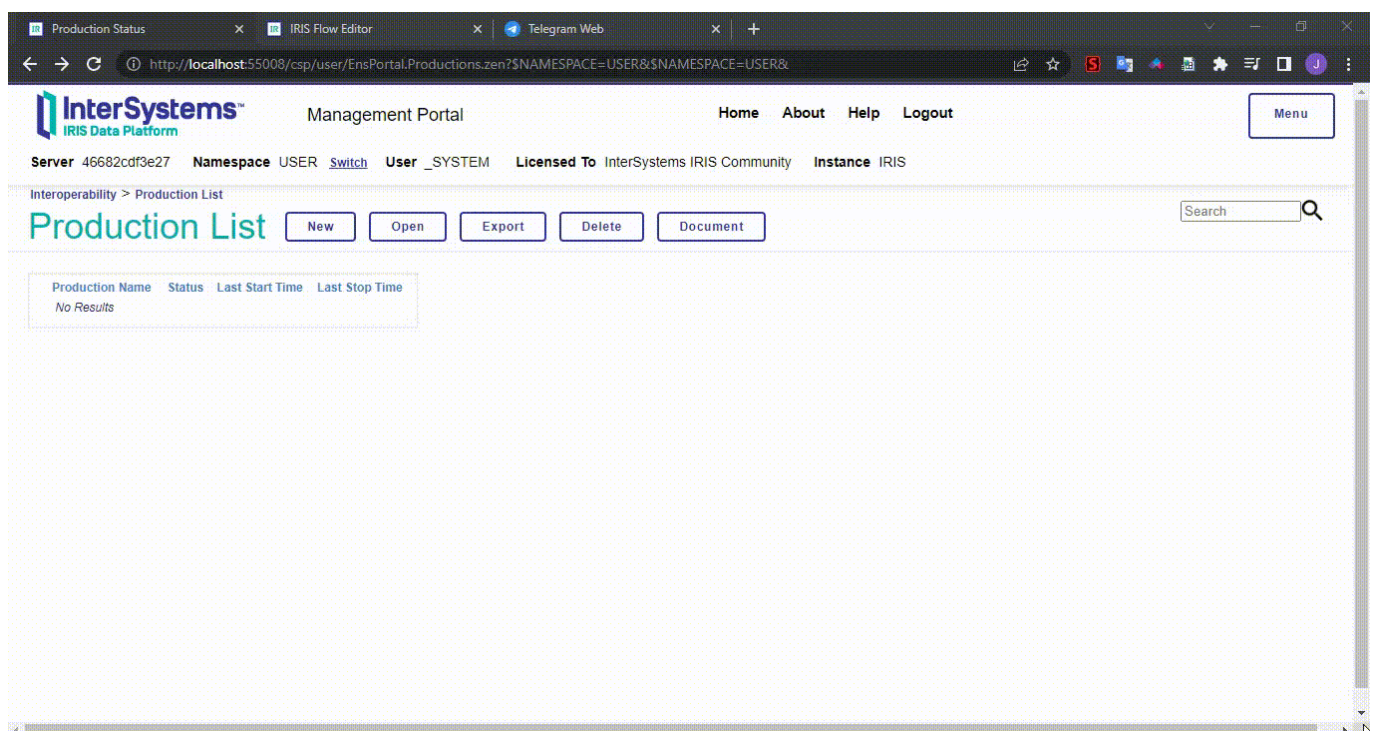 Production Status IRIS Flow Editor Telegram Web
http://localhost:55008/csp/user/EnsPortal.Productions.zen?$NAMESPACE=USER&$NAMESPACE=USER&
InterSystems™ Management Portal Home About Help Logout Menu
IRIS Data Platform
Server 46682cdf3e27 Namespace USER Switch User _SYSTEM Licensed To InterSystems IRIS Community Instance IRIS
Interoperability > Production List
Production List New Open Export Delete Document Search
Production Name Status Last Start Time Last Stop Time
No Results